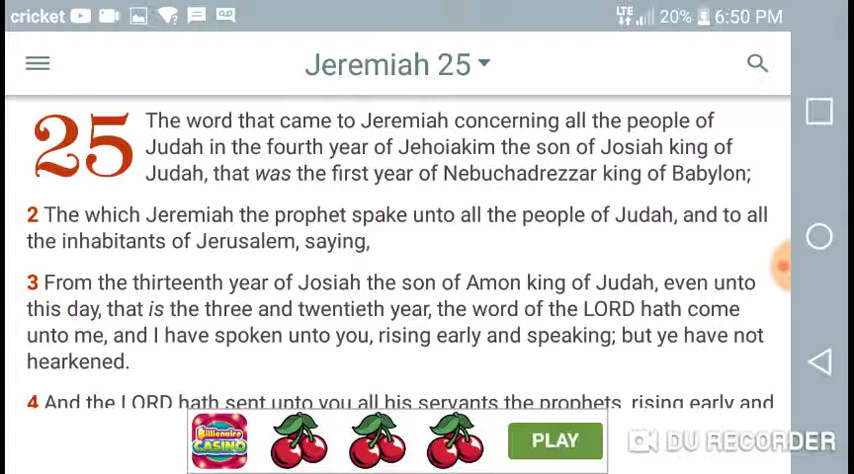 cricket LTE 20% 6:50 PM
Jeremiah 25
25 The word that came to Jeremiah concerning all the people of
Judah in the fourth year of Jehoiakim the son of Josiah king of
Judah, that was the first year of Nebuchadrezzar king of Babylon;
2 The which Jeremiah the prophet spake unto all the people of Judah, and to all
the inhabitants of Jerusalem, saying,
3 From the thirteenth year of Josiah the son of Amon king of Judah, even unto
this day, that is the three and twentieth year, the word of the LORD hath come
unto me, and I have spoken unto you, rising early and speaking; but ye have not
hearkened.
4 And the LORD hath sent unto you all his servants the prophets, rising early and
Billionaire
CASINO
PLAY
DU RECORDER